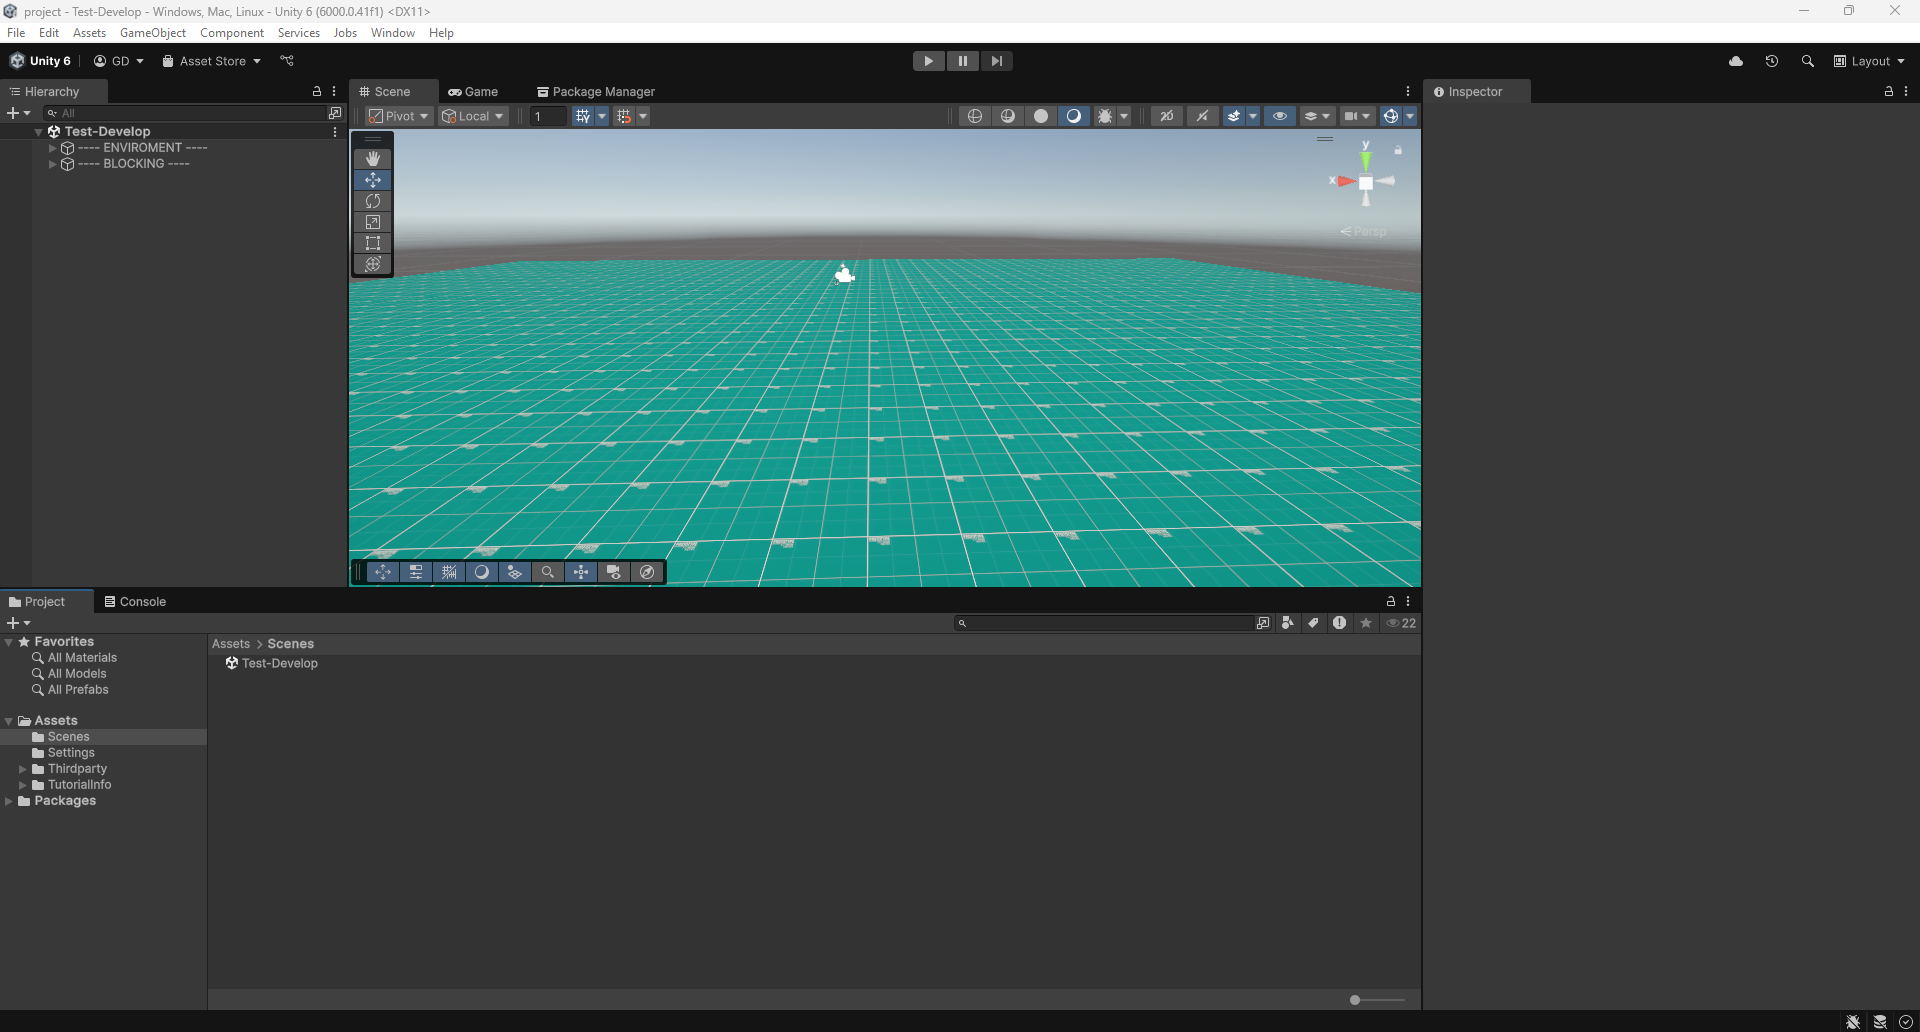 project - Test-Develop - Windows, Mac, Linux - Unity 6 (6000.0.41f1) <DX11>
File Edit Assets GameObject Component Services Jobs Window Help
Unity 6 GD Asset Store Layout
Hierarchy
All
Test-Develop
---- ENVIROMENT ----
---- BLOCKING ----
Scene Game Package Manager
Pivot Local 1 2D
y
x
Persp
Inspector
Project Console
22
Favorites
All Materials
All Models
All Prefabs
Assets
Scenes
Settings
Thirdparty
TutorialInfo
Packages
Assets > Scenes
Test-Develop